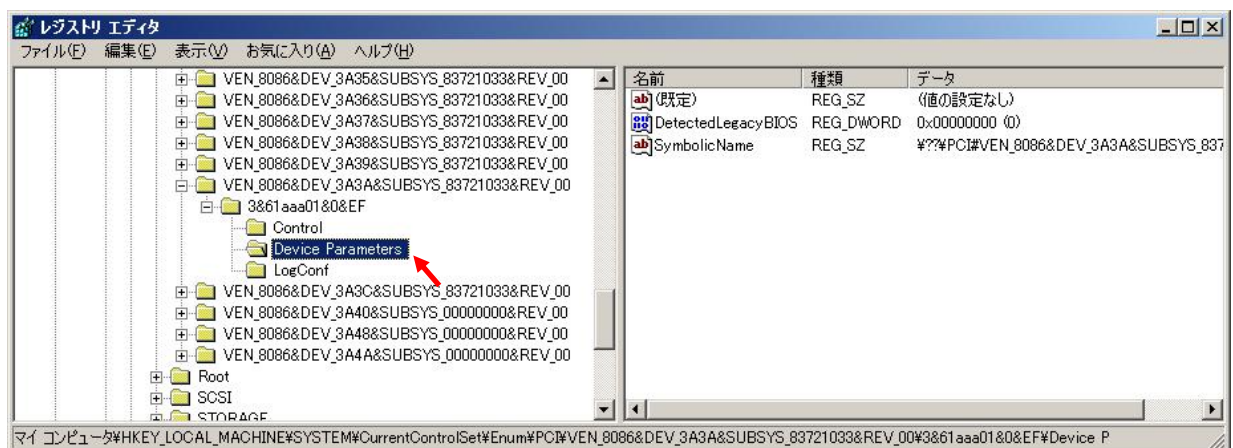 レジストリ エディタ
ファイル(F) 編集(E) 表示(V) お気に入り(A) ヘルプ(H)
VEN_8086&DEV_3A35&SUBSYS_83721033&REV_00
VEN_8086&DEV_3A36&SUBSYS_83721033&REV_00
VEN_8086&DEV_3A37&SUBSYS_83721033&REV_00
VEN_8086&DEV_3A38&SUBSYS_83721033&REV_00
VEN_8086&DEV_3A39&SUBSYS_83721033&REV_00
VEN_8086&DEV_3A3A&SUBSYS_83721033&REV_00
3&61aaa01&0&EF
Control
Device Parameters
LogConf
VEN_8086&DEV_3A3C&SUBSYS_83721033&REV_00
VEN_8086&DEV_3A40&SUBSYS_00000000&REV_00
VEN_8086&DEV_3A48&SUBSYS_00000000&REV_00
VEN_8086&DEV_3A4A&SUBSYS_00000000&REV_00
Root
SCSI
STORAGE
名前 種類 データ
(既定) REG_SZ (値の設定なし)
DetectedLegacyBIOS REG_DWORD 0x00000000 (0)
SymbolicName REG_SZ ¥??¥PCI#VEN_8086&DEV_3A3A&SUBSYS_837
マイ コンピュータ¥HKEY_LOCAL_MACHINE¥SYSTEM¥CurrentControlSet¥Enum¥PCI¥VEN_8086&DEV_3A3A&SUBSYS_83721033&REV_00¥3&61aaa01&0&EF¥Device P